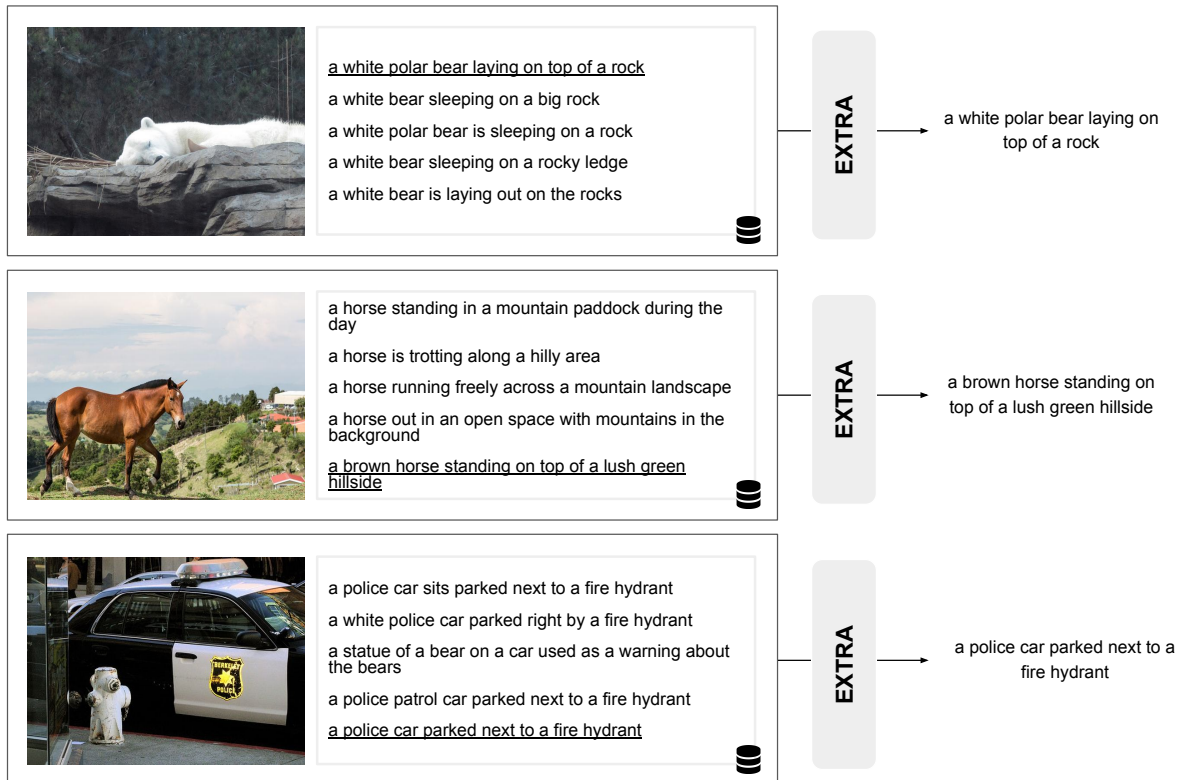 a white polar bear laying on top of a rock
a white bear sleeping on a big rock
a white polar bear is sleeping on a rock
a white bear sleeping on a rocky ledge
a white bear is laying out on the rocks
EXTRA
a white polar bear laying on
top of a rock
a horse standing in a mountain paddock during the
day
a horse is trotting along a hilly area
a horse running freely across a mountain landscape
a horse out in an open space with mountains in the
background
a brown horse standing on top of a lush green
hillside
EXTRA
a brown horse standing on
top of a lush green hillside
BERKELEY
POLICE
a police car sits parked next to a fire hydrant
a white police car parked right by a fire hydrant
a statue of a bear on a car used as a warning about
the bears
a police patrol car parked next to a fire hydrant
a police car parked next to a fire hydrant
EXTRA
a police car parked next to a
fire hydrant